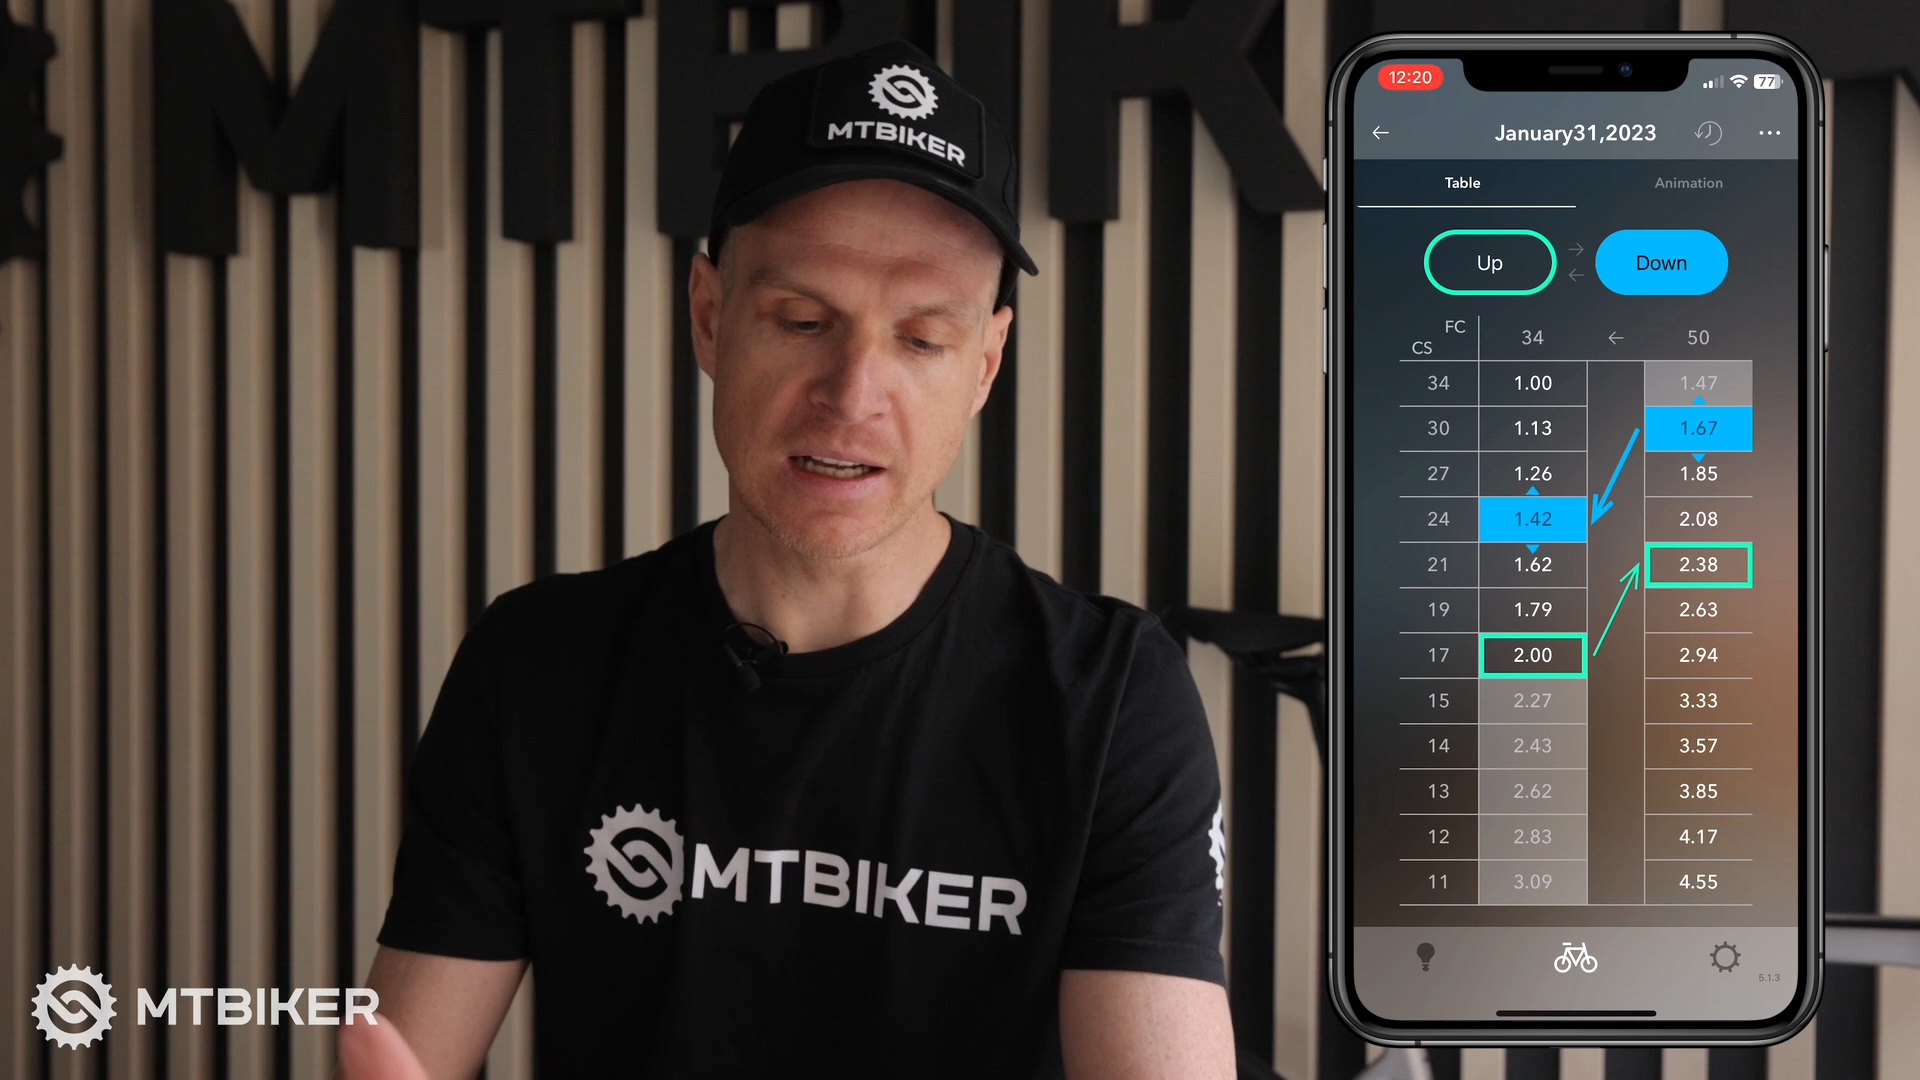 MTBIKER
MTBIKER
MTBIKER
MTBIKER
12:20
77
January31,2023
Table Animation
Up Down
FC 34 50
CS
34 1.00 1.47
30 1.13 1.67
27 1.26 1.85
24 1.42 2.08
21 1.62 2.38
19 1.79 2.63
17 2.00 2.94
15 2.27 3.33
14 2.43 3.57
13 2.62 3.85
12 2.83 4.17
11 3.09 4.55
5.1.3